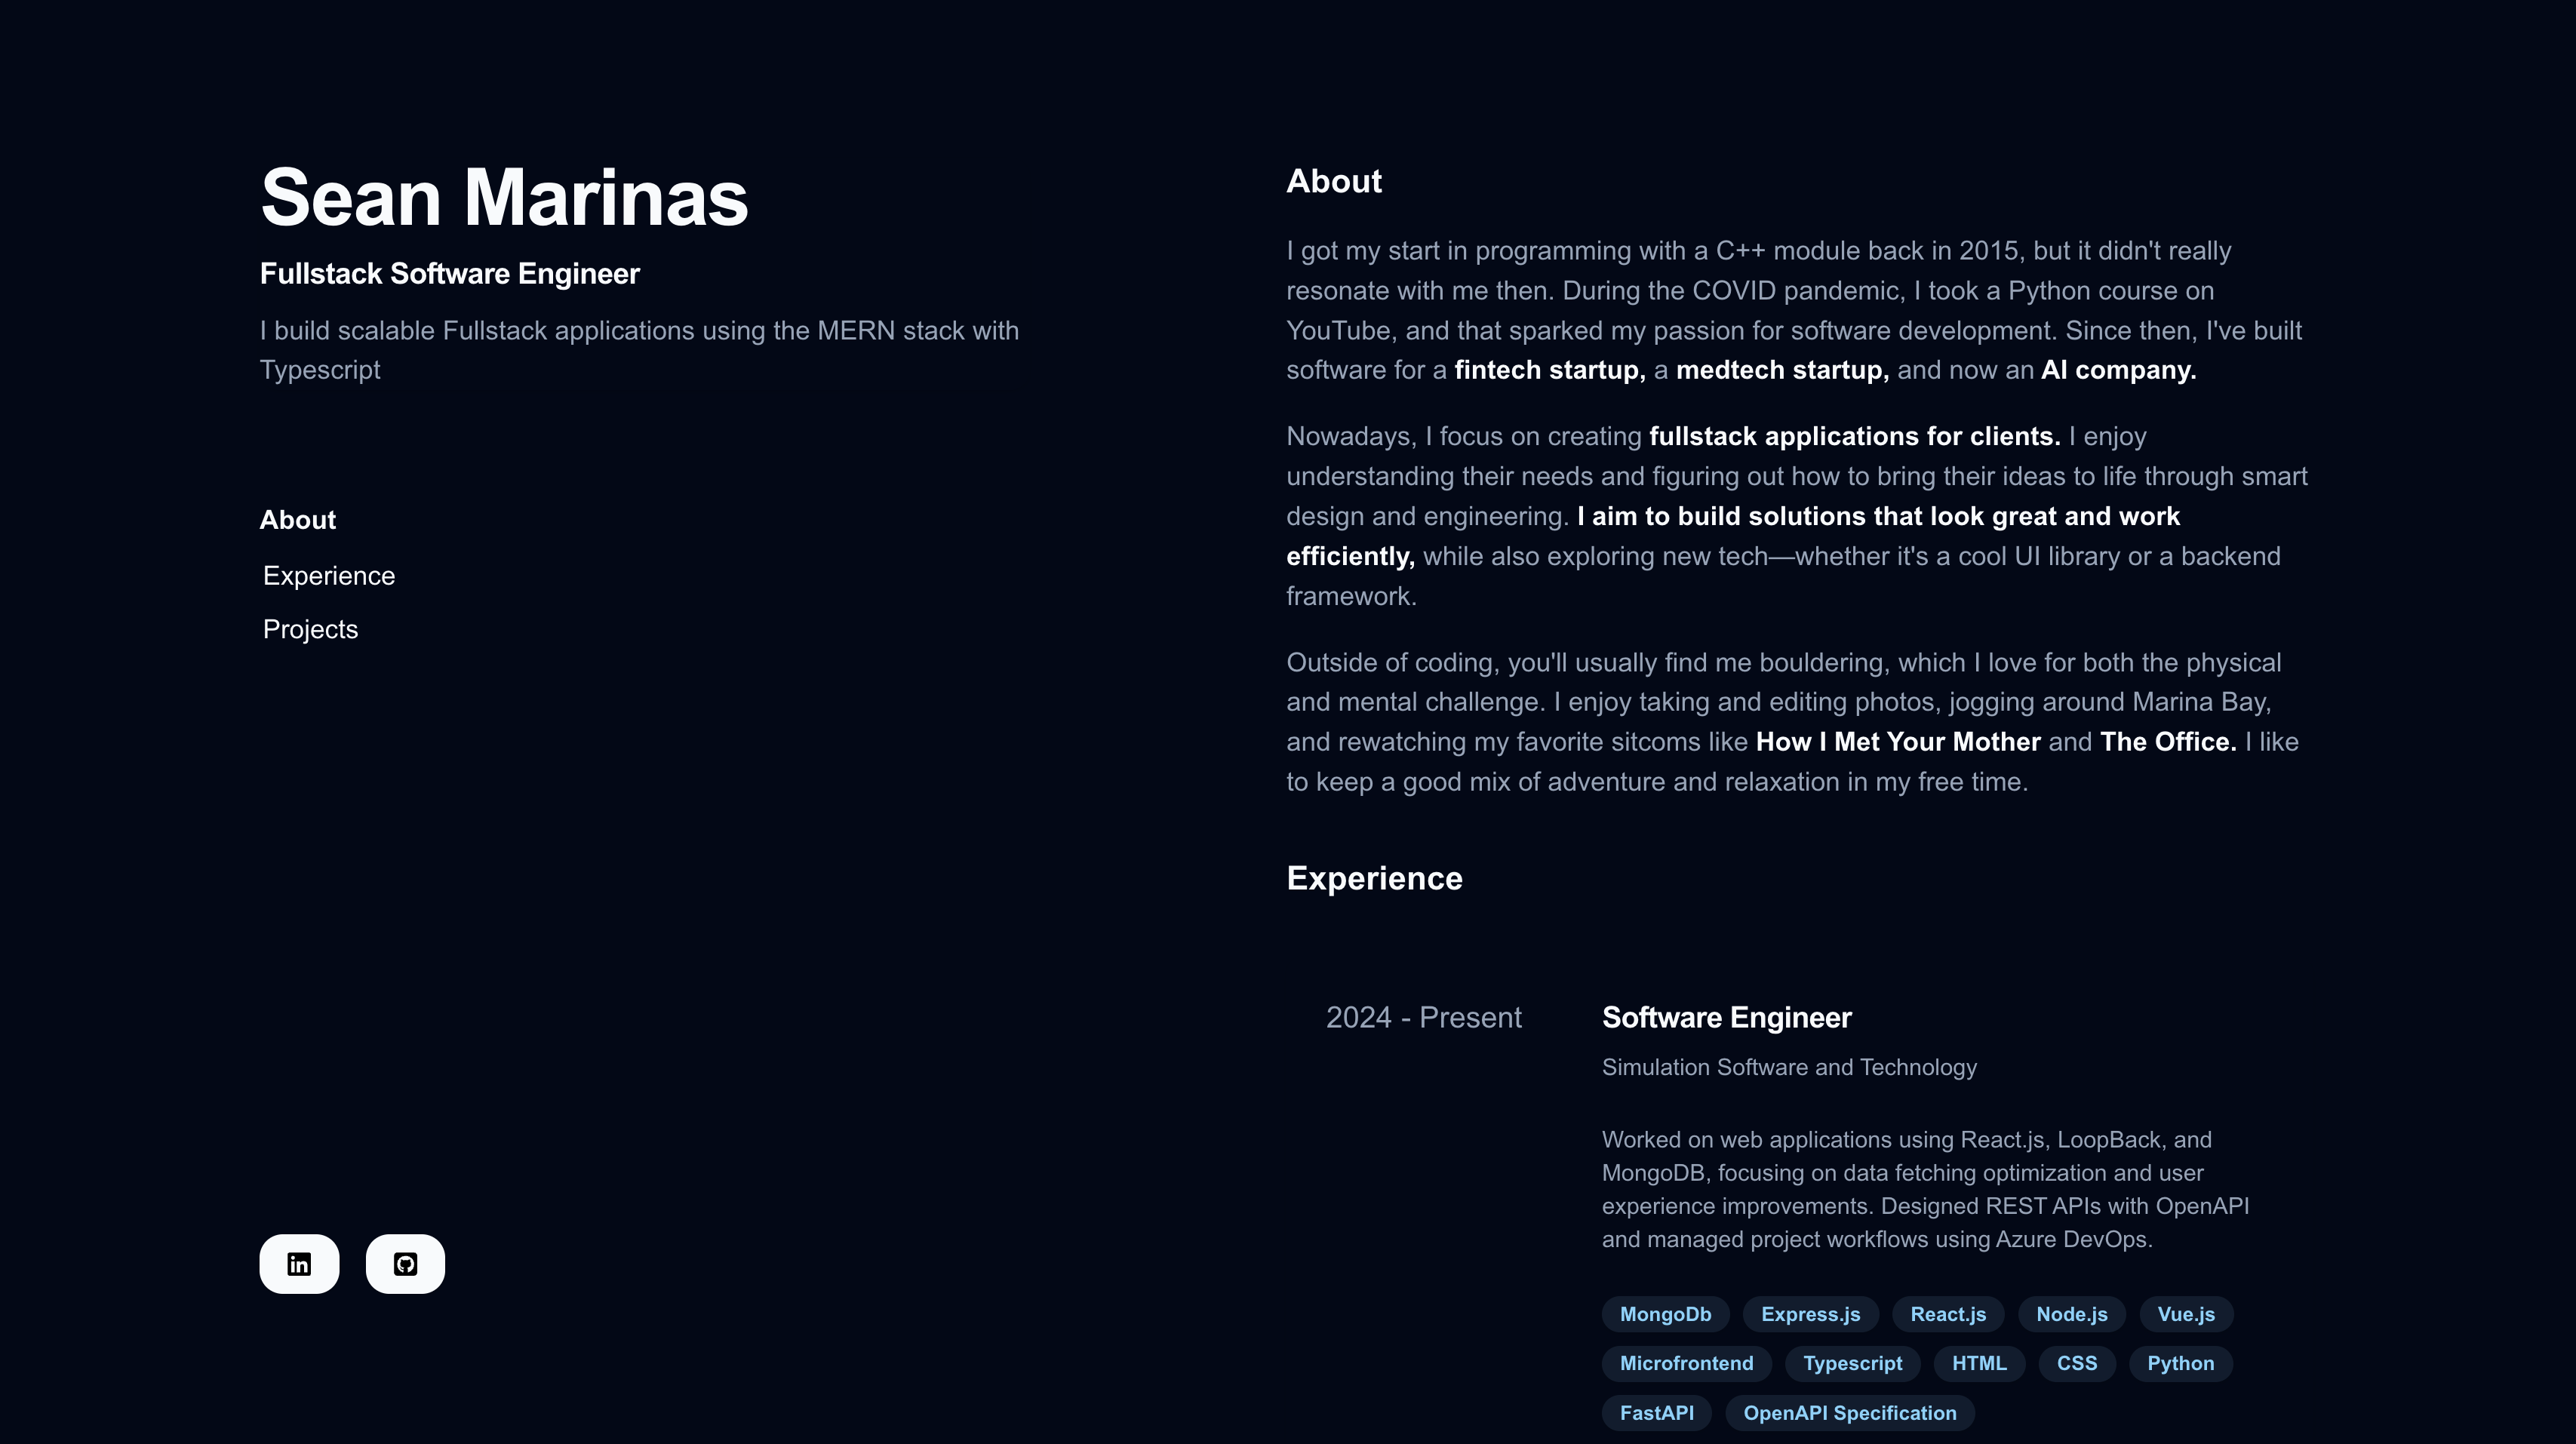 Sean Marinas
Fullstack Software Engineer
I build scalable Fullstack applications using the MERN stack with
Typescript
About
Experience
Projects
About
I got my start in programming with a C++ module back in 2015, but it didn't really
resonate with me then. During the COVID pandemic, I took a Python course on
YouTube, and that sparked my passion for software development. Since then, I've built
software for a fintech startup, a medtech startup, and now an AI company.
Nowadays, I focus on creating fullstack applications for clients. I enjoy
understanding their needs and figuring out how to bring their ideas to life through smart
design and engineering. I aim to build solutions that look great and work
efficiently, while also exploring new tech—whether it's a cool UI library or a backend
framework.
Outside of coding, you'll usually find me bouldering, which I love for both the physical
and mental challenge. I enjoy taking and editing photos, jogging around Marina Bay,
and rewatching my favorite sitcoms like How I Met Your Mother and The Office. I like
to keep a good mix of adventure and relaxation in my free time.
Experience
2024 - Present
Software Engineer
Simulation Software and Technology
Worked on web applications using React.js, LoopBack, and
MongoDB, focusing on data fetching optimization and user
experience improvements. Designed REST APIs with OpenAPI
and managed project workflows using Azure DevOps.
MongoDb Express.js React.js Node.js Vue.js
Microfrontend Typescript HTML CSS Python
FastAPI OpenAPI Specification
in